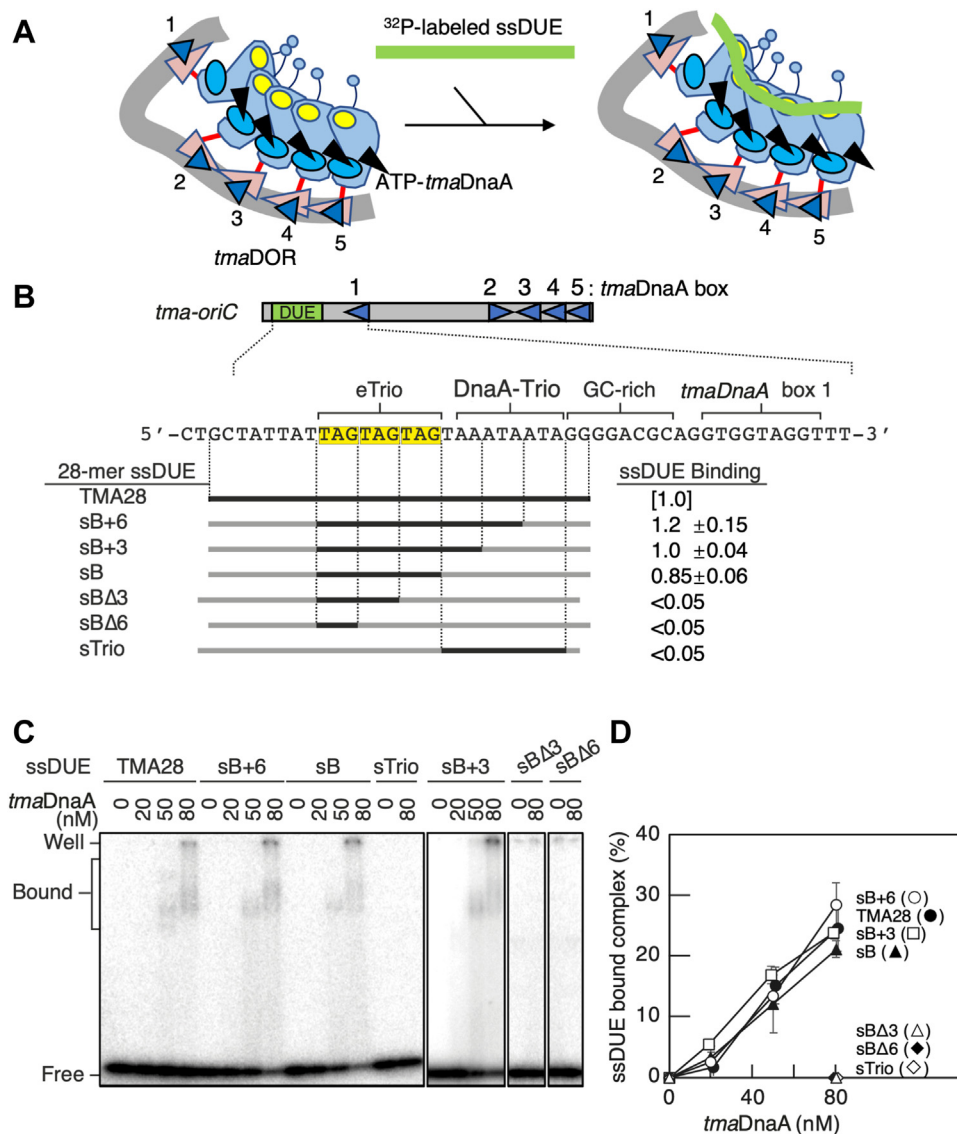 A
1
³²P-labeled ssDUE
1
2
3
4
5
ATP-tmaDnaA
tmaDOR
2
3
4
5
B
1 2 3 4 5 : tmaDnaA box
tma-oriC DUE
eTrio DnaA-Trio GC-rich tmaDnaA box 1
5′-CTGCTATTATTAGTAGTAGTAAATAATAGGGGACGCAGGTGGTAGGTTT-3′
28-mer ssDUE ssDUE Binding
TMA28 [1.0]
sB+6 1.2 ±0.15
sB+3 1.0 ±0.04
sB 0.85±0.06
sBΔ3 <0.05
sBΔ6 <0.05
sTrio <0.05
C
ssDUE TMA28 sB+6 sB sTrio sB+3 sBΔ3 sBΔ6
tmaDnaA (nM) 0 20 50 80 0 20 50 80 0 20 50 80 0 80 0 20 50 80 0 80 0 80
Well
Bound
Free
D
ssDUE bound complex (%)
40
30
20
10
0
0 40 80
tmaDnaA (nM)
sB+6 (○)
TMA28 (●)
sB+3 (□)
sB (▲)
sBΔ3 (△)
sBΔ6 (◆)
sTrio (◇)